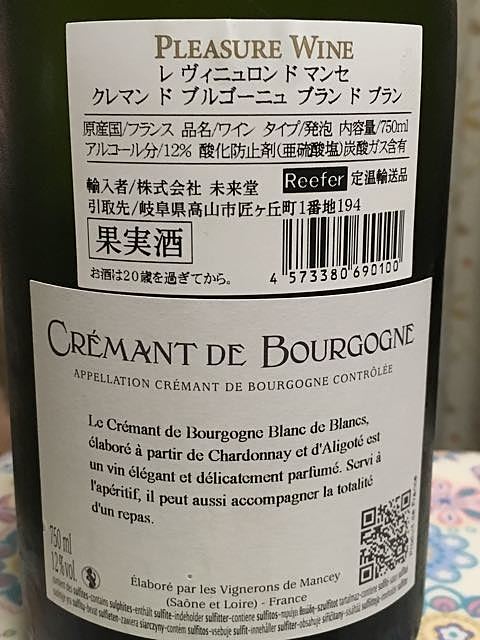 PLEASURE WINE
レ ヴィニュロン ド マンセ
クレマン ド ブルゴーニュ ブラン ド ブラン
原産国/フランス 品名/ワイン タイプ/発泡 内容量/750ml
アルコール分/12% 酸化防止剤(亜硫酸塩)炭酸ガス含有
輸入者/株式会社 未来堂 Reefer 定温輸送品
引取先/岐阜県高山市匠ヶ丘町1番地194
果実酒
お酒は20歳を過ぎてから。
4 573380 690100
CRÉMANT DE BOURGOGNE
APPELLATION CRÉMANT DE BOURGOGNE CONTRÔLÉE
Le Crémant de Bourgogne Blanc de Blancs,
élaboré à partir de Chardonnay et d'Aligoté est
un vin élégant et délicatement parfumé. Servi à
l'apéritif, il peut aussi accompagner la totalité
d'un repas.
750 ml
12% vol.
Élaboré par les Vignerons de Mancey
(Saône et Loire) - France